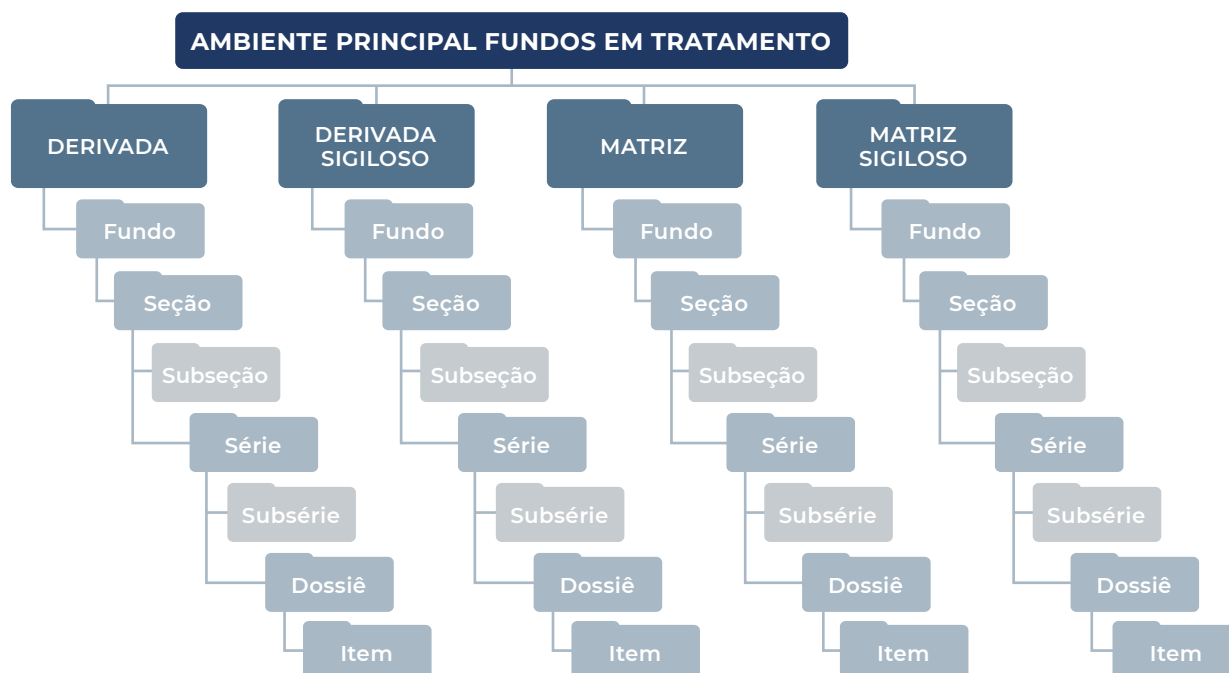 AMBIENTE PRINCIPAL FUNDOS EM TRATAMENTO
DERIVADA
DERIVADA
SIGILOSO
MATRIZ
MATRIZ
SIGILOSO
Fundo
Fundo
Fundo
Fundo
Seção
Seção
Seção
Seção
Subseção
Subseção
Subseção
Subseção
Série
Série
Série
Série
Subsérie
Subsérie
Subsérie
Subsérie
Dossiê
Dossiê
Dossiê
Dossiê
Item
Item
Item
Item